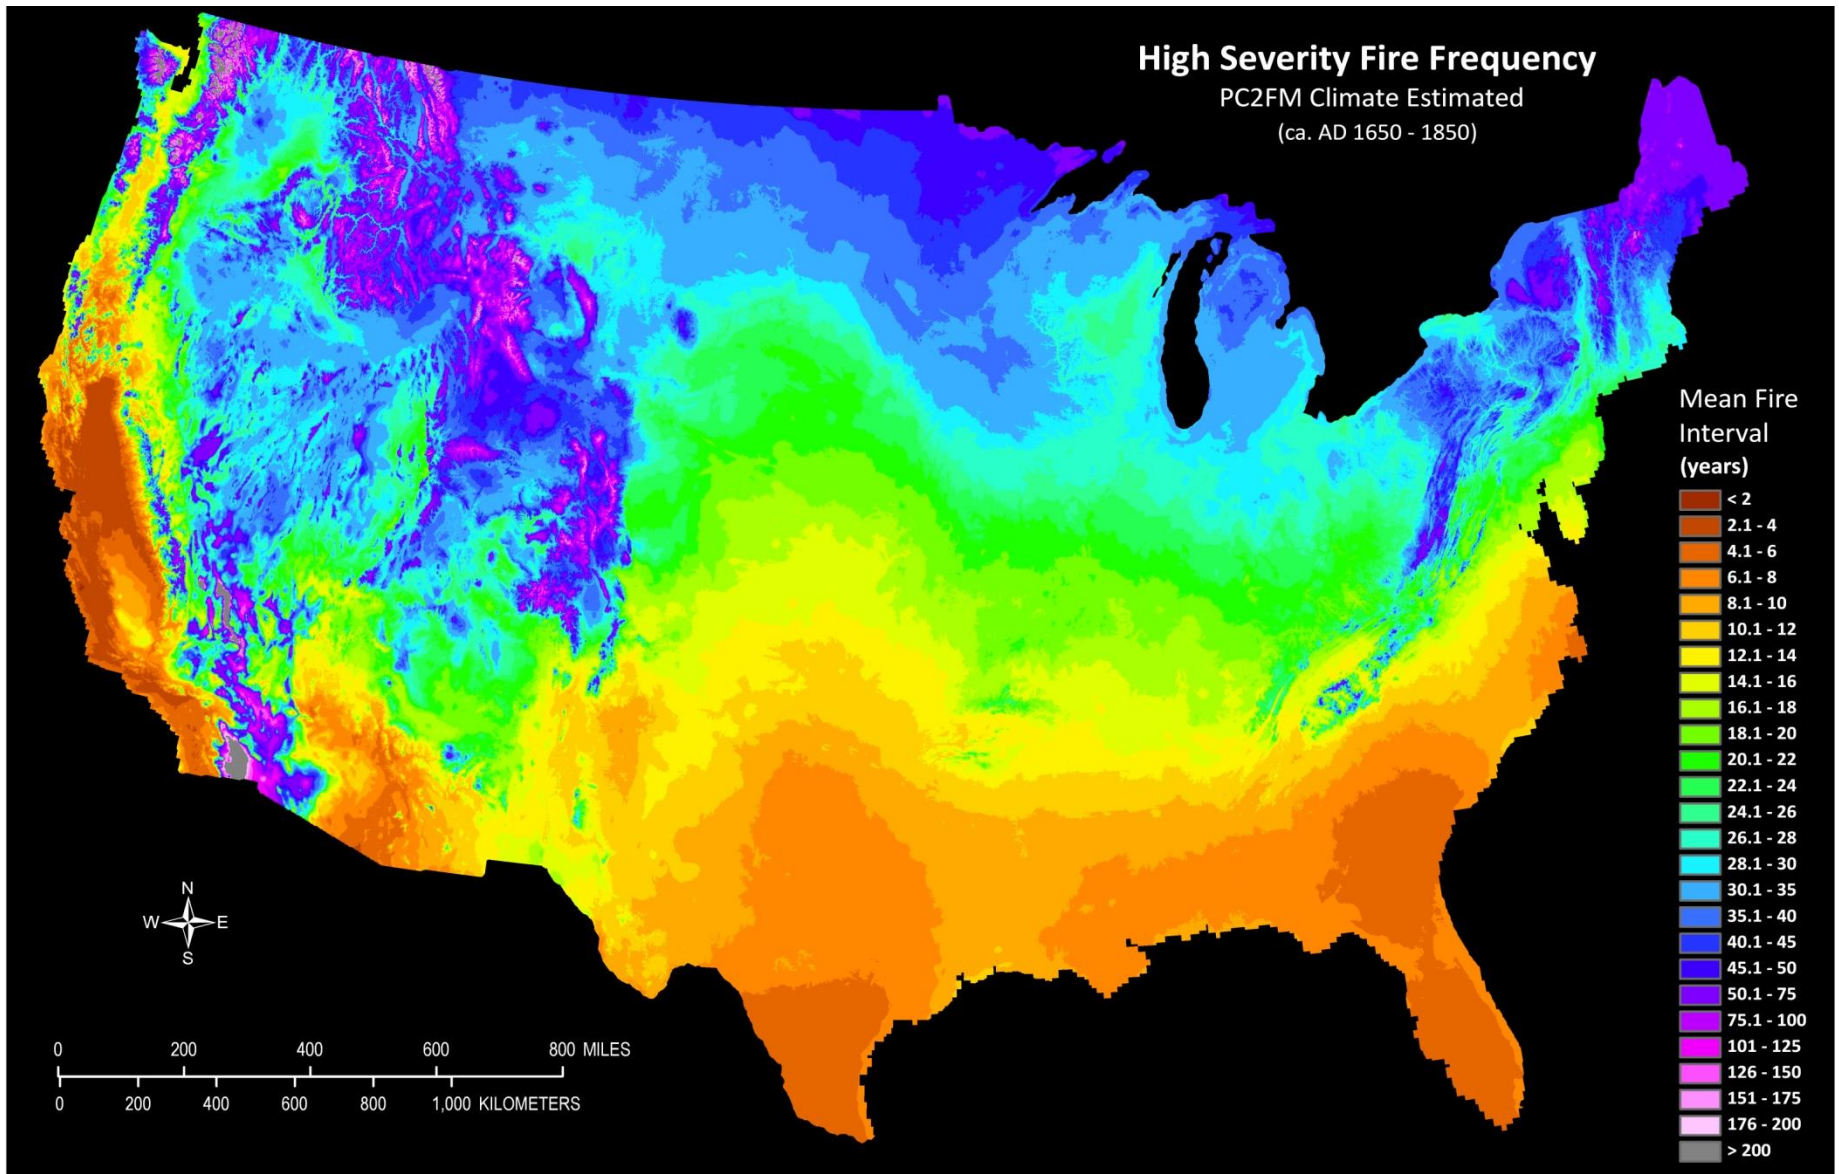 High Severity Fire Frequency
PC2FM Climate Estimated
(ca. AD 1650 - 1850)
Mean Fire
Interval
(years)
< 2
2.1 - 4
4.1 - 6
6.1 - 8
8.1 - 10
10.1 - 12
12.1 - 14
14.1 - 16
16.1 - 18
18.1 - 20
20.1 - 22
22.1 - 24
24.1 - 26
26.1 - 28
28.1 - 30
30.1 - 35
35.1 - 40
40.1 - 45
45.1 - 50
50.1 - 75
75.1 - 100
101 - 125
126 - 150
151 - 175
176 - 200
> 200
N
W E
S
0 200 400 600 800 MILES
0 200 400 600 800 1,000 KILOMETERS